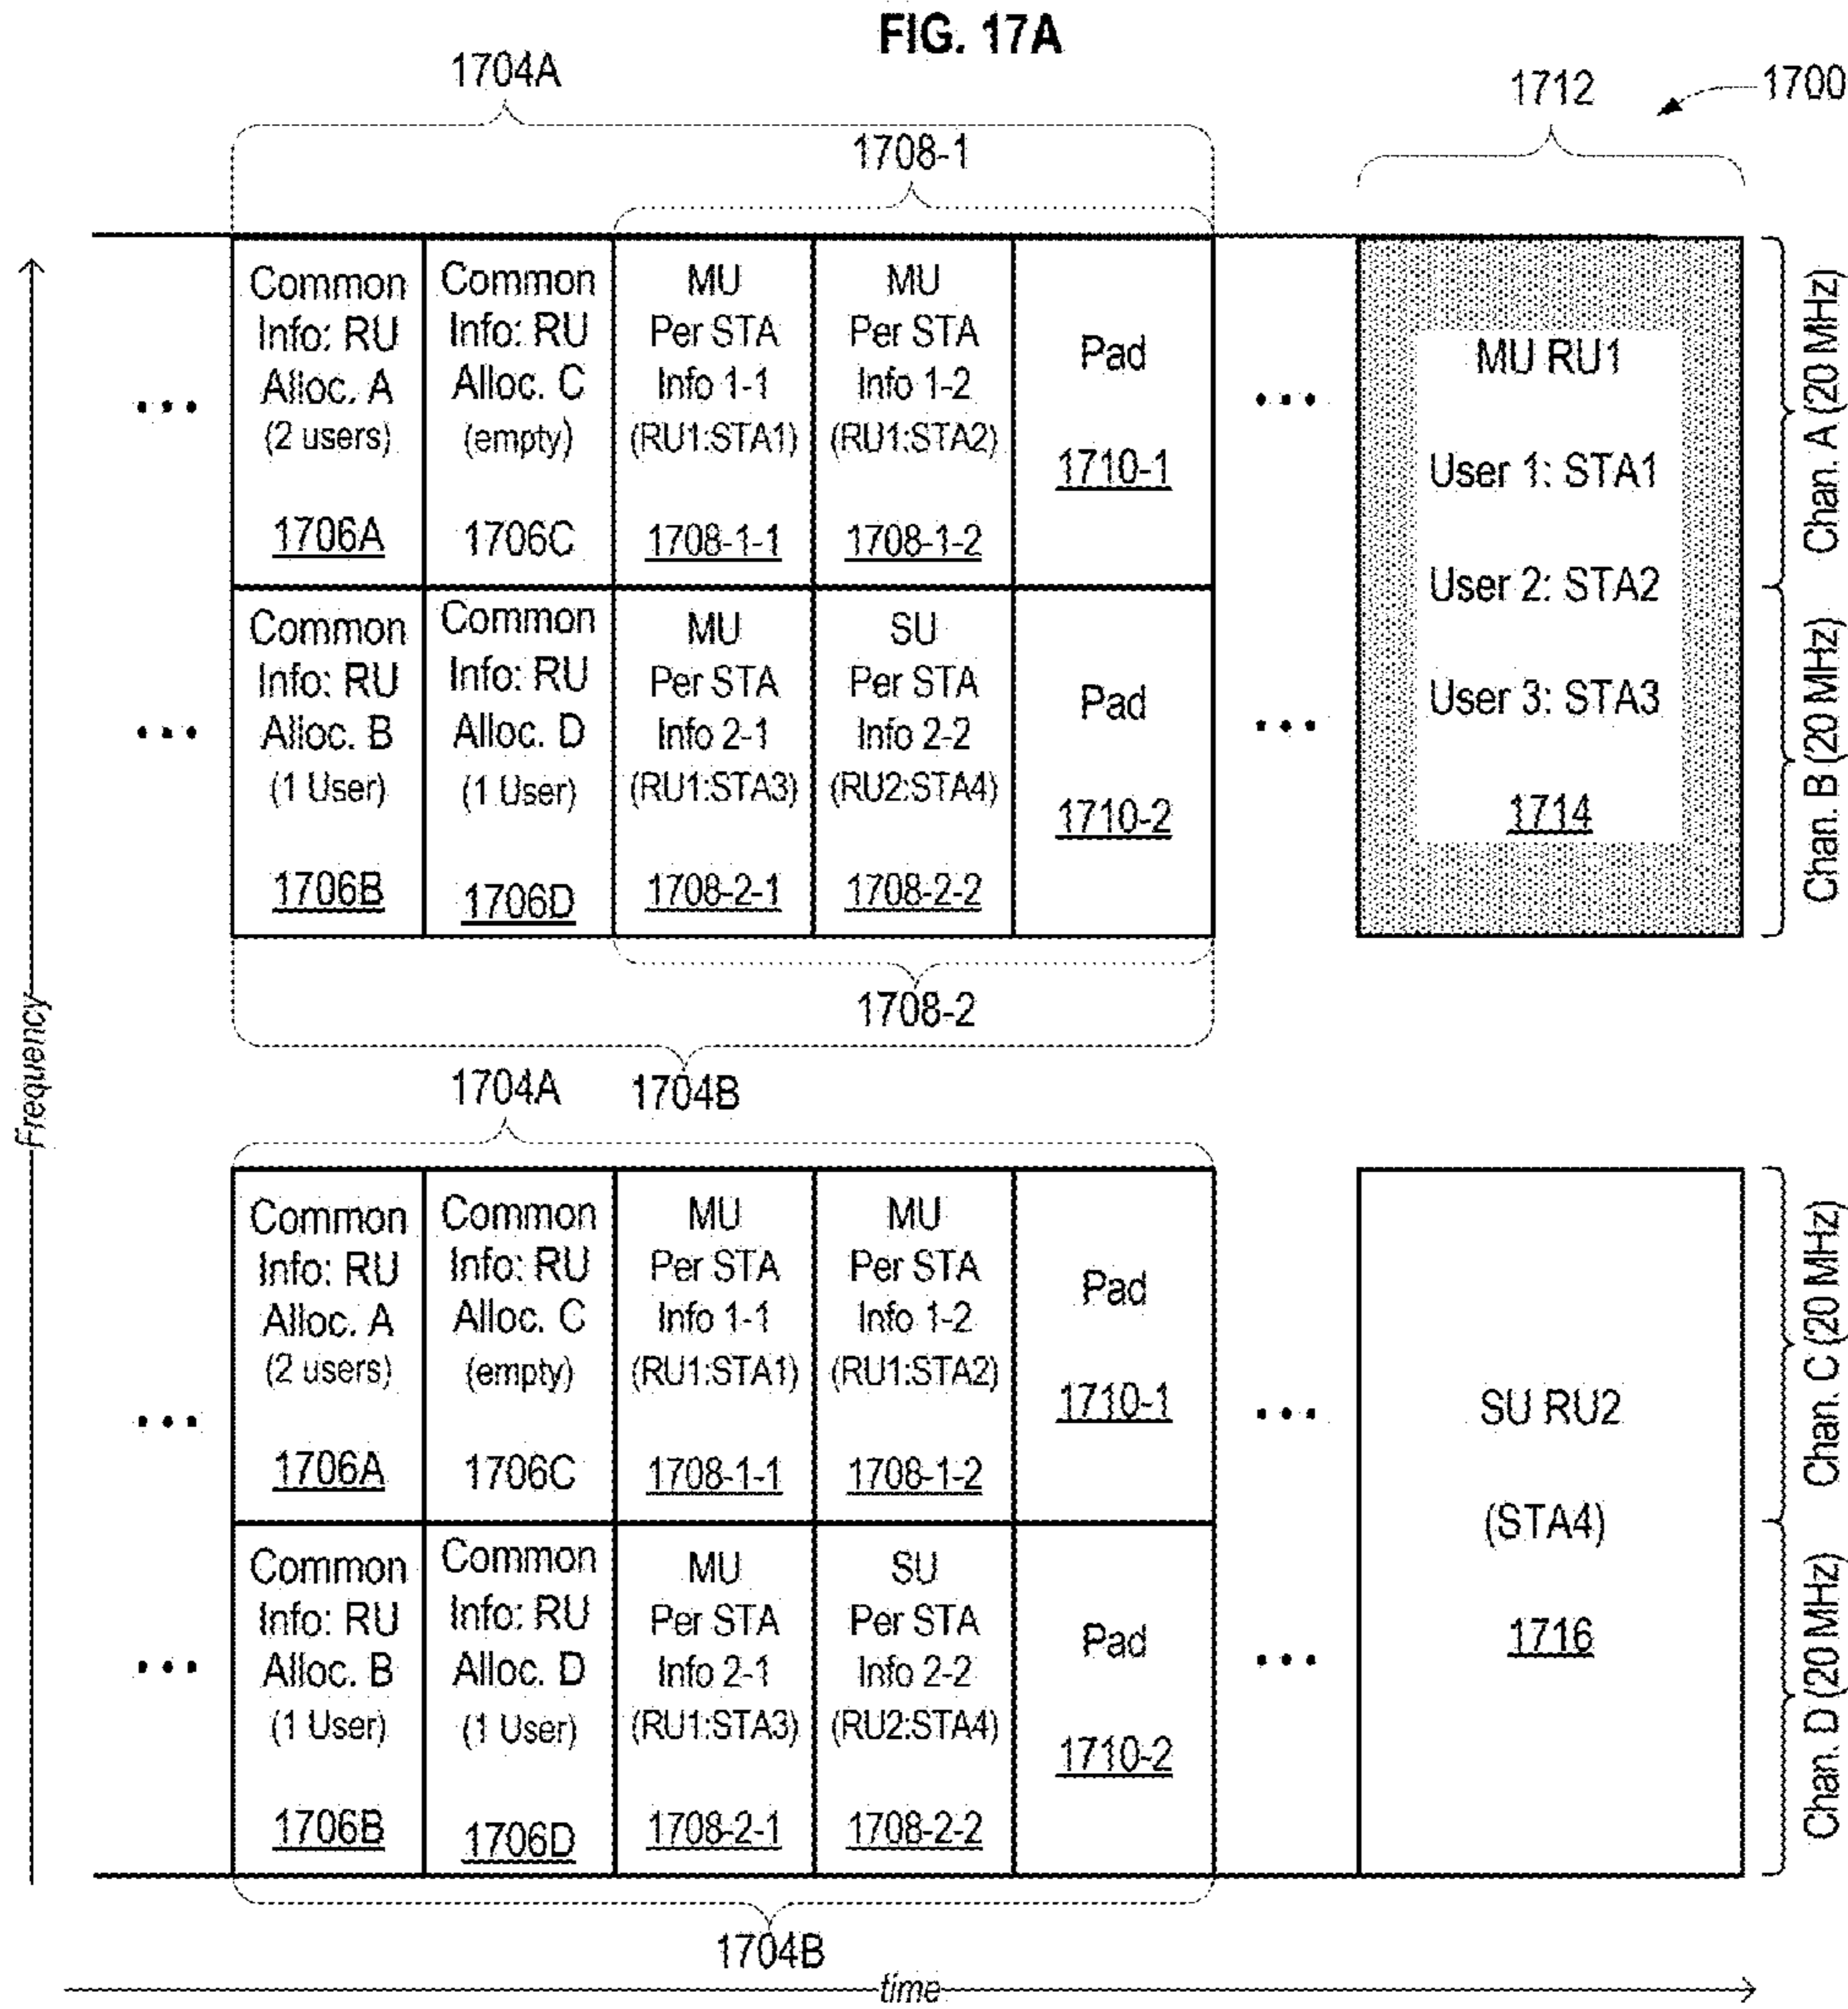 FIG. 17A
1704A
1712
1700
1708-1
Common
Info: RU
Alloc. A
(2 users)
1706A
Common
Info: RU
Alloc. C
(empty)
1706C
MU
Per STA
Info 1-1
(RU1:STA1)
1708-1-1
MU
Per STA
Info 1-2
(RU1:STA2)
1708-1-2
Pad
1710-1
Common
Info: RU
Alloc. B
(1 User)
1706B
Common
Info: RU
Alloc. D
(1 User)
1706D
MU
Per STA
Info 2-1
(RU1:STA3)
1708-2-1
SU
Per STA
Info 2-2
(RU2:STA4)
1708-2-2
Pad
1710-2
MU RU1
User 1: STA1
User 2: STA2
User 3: STA3
1714
Chan. A (20 MHz)
Chan. B (20 MHz)
1708-2
1704B
Frequency
1704A
Common
Info: RU
Alloc. A
(2 users)
1706A
Common
Info: RU
Alloc. C
(empty)
1706C
MU
Per STA
Info 1-1
(RU1:STA1)
1708-1-1
MU
Per STA
Info 1-2
(RU1:STA2)
1708-1-2
Pad
1710-1
Common
Info: RU
Alloc. B
(1 User)
1706B
Common
Info: RU
Alloc. D
(1 User)
1706D
MU
Per STA
Info 2-1
(RU1:STA3)
1708-2-1
SU
Per STA
Info 2-2
(RU2:STA4)
1708-2-2
Pad
1710-2
SU RU2
(STA4)
1716
Chan. C (20 MHz)
Chan. D (20 MHz)
1704B
time